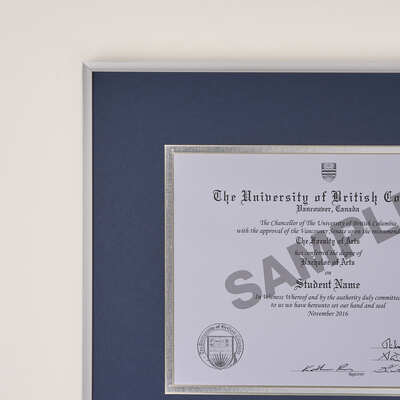 The University of British Co
Vancouver, Canada
The Chancellor of The University of British Columbia
with the approval of the Vancouver Senate upon the recommend
The Faculty of Arts
has conferred the degree of
Bachelor of Arts
on
Student Name
In Witness Whereof and by the authority duly committed
to us we have hereunto set our hand and seal
November 2016
SAMPLE
Registrar